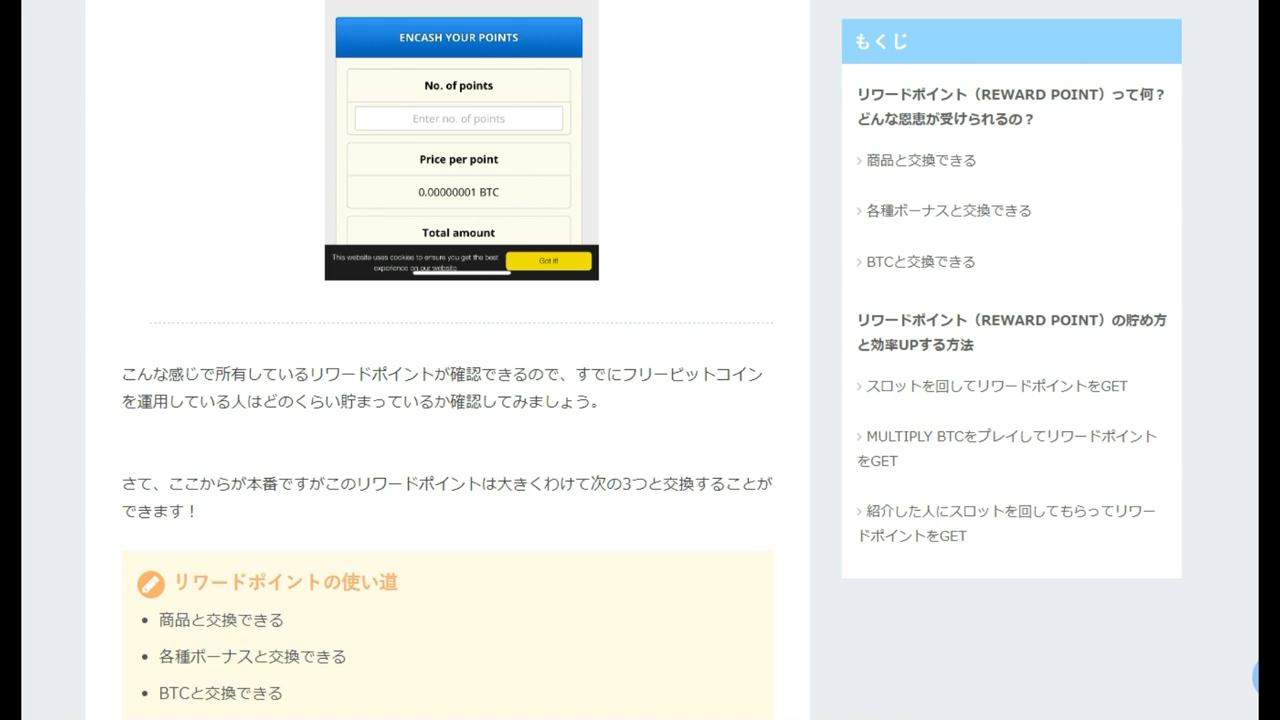 ENCASH YOUR POINTS
No. of points
Enter no. of points
Price per point
0.00000001 BTC
Total amount
This website uses cookies to ensure you get the best
experience on our website
Got it!
こんな感じで所有しているリワードポイントが確認できるので、すでにフリービットコイン
を運用している人はどのくらい貯まっているか確認してみましょう。
さて、ここからが本番ですがこのリワードポイントは大きくわけて次の3つと交換することが
できます！
リワードポイントの使い道
• 商品と交換できる
• 各種ボーナスと交換できる
• BTCと交換できる
もくじ
リワードポイント（REWARD POINT）って何？
どんな恩恵が受けられるの？
› 商品と交換できる
› 各種ボーナスと交換できる
› BTCと交換できる
リワードポイント（REWARD POINT）の貯め方
と効率UPする方法
› スロットを回してリワードポイントをGET
› MULTIPLY BTCをプレイしてリワードポイント
をGET
› 紹介した人にスロットを回してもらってリワー
ドポイントをGET